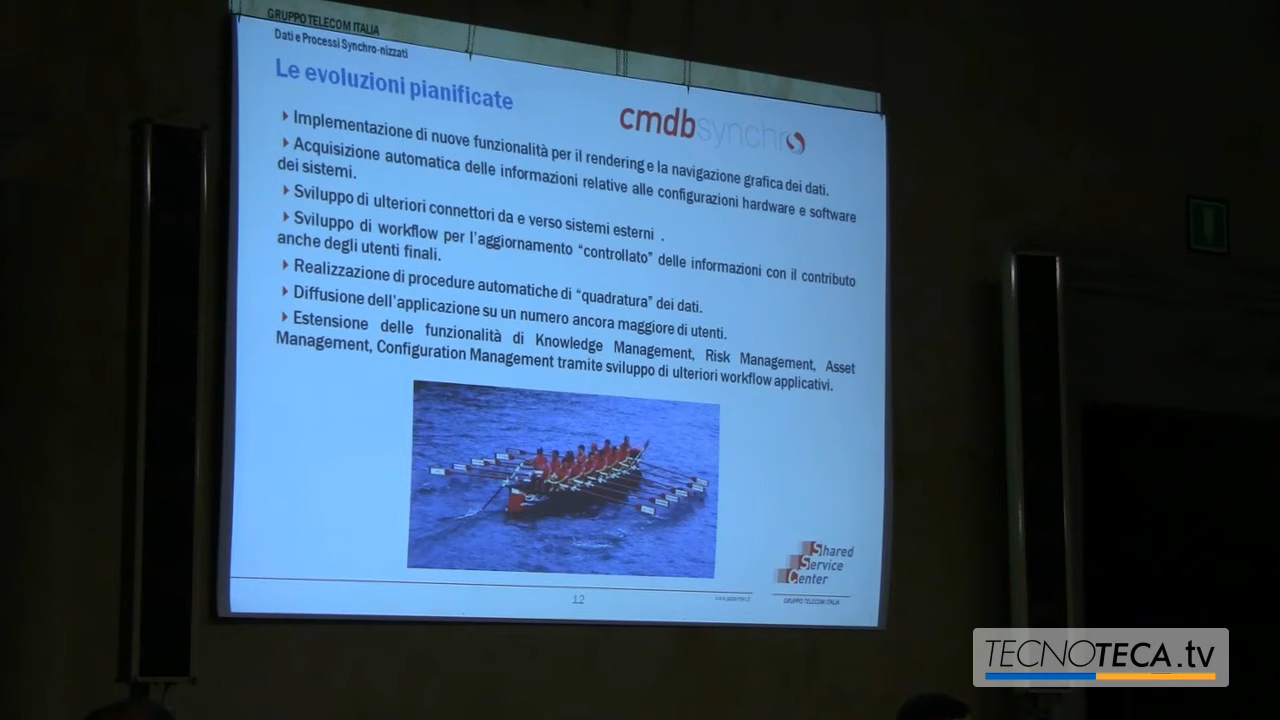 GRUPPO TELECOM ITALIA
Dati e Processi Synchro-nizzati
Le evoluzioni pianificate
cmdbsynchro
Implementazione di nuove funzionalità per il rendering e la navigazione grafica dei dati.
Acquisizione automatica delle informazioni relative alle configurazioni hardware e software
dei sistemi.
Sviluppo di ulteriori connettori da e verso sistemi esterni .
Sviluppo di workflow per l'aggiornamento “controllato” delle informazioni con il contributo
anche degli utenti finali.
Realizzazione di procedure automatiche di “quadratura” dei dati.
Diffusione dell'applicazione su un numero ancora maggiore di utenti.
Estensione delle funzionalità di Knowledge Management, Risk Management, Asset
Management, Configuration Management tramite sviluppo di ulteriori workflow applicativi.
Shared
Service
Center
12
GRUPPO TELECOM ITALIA
TECNOTECA.tv